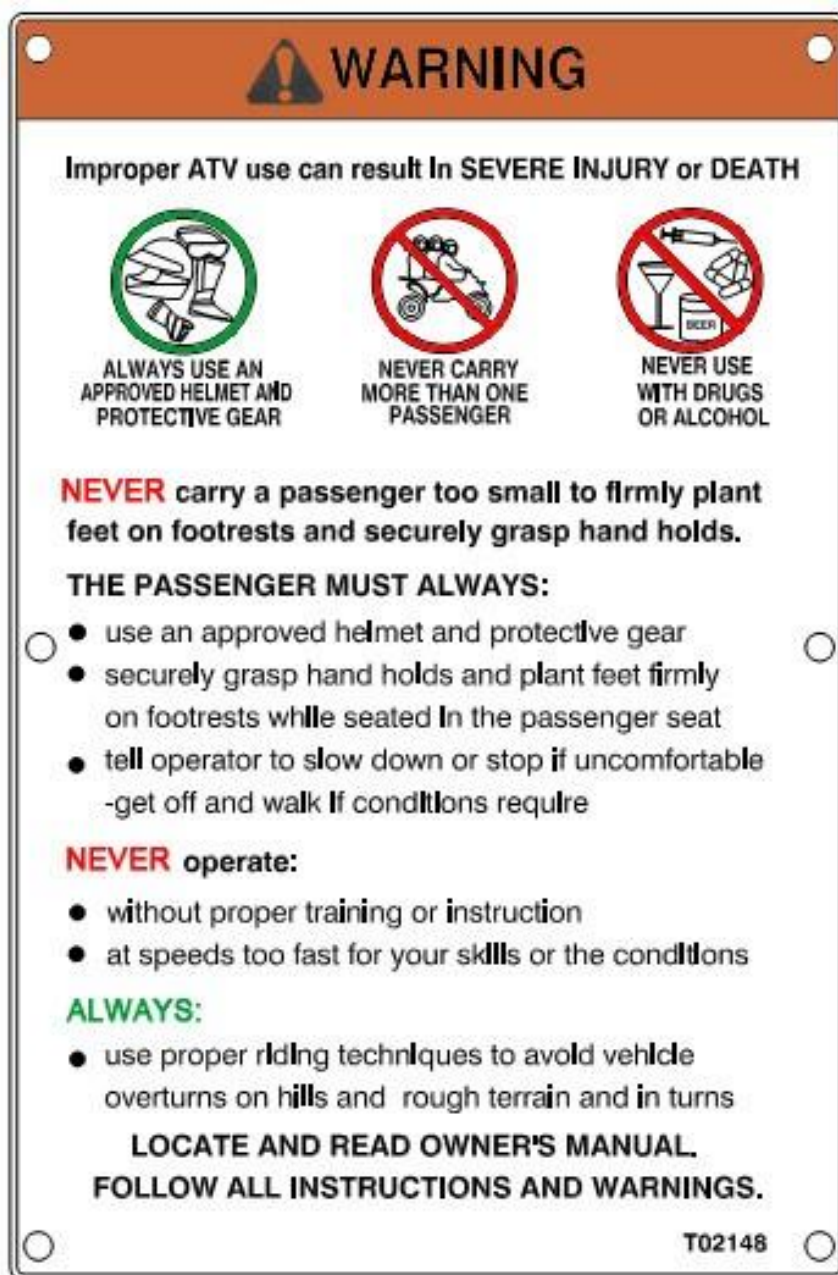 WARNING
Improper ATV use can result in SEVERE INJURY or DEATH
ALWAYS USE AN
APPROVED HELMET AND
PROTECTIVE GEAR
NEVER CARRY
MORE THAN ONE
PASSENGER
BEER
NEVER USE
WITH DRUGS
OR ALCOHOL
NEVER carry a passenger too small to firmly plant
feet on footrests and securely grasp hand holds.
THE PASSENGER MUST ALWAYS:
● use an approved helmet and protective gear
● securely grasp hand holds and plant feet firmly
on footrests while seated in the passenger seat
● tell operator to slow down or stop if uncomfortable
-get off and walk if conditions require
NEVER operate:
● without proper training or instruction
● at speeds too fast for your skills or the conditions
ALWAYS:
● use proper riding techniques to avoid vehicle
overturns on hills and rough terrain and in turns
LOCATE AND READ OWNER'S MANUAL.
FOLLOW ALL INSTRUCTIONS AND WARNINGS.
T02148